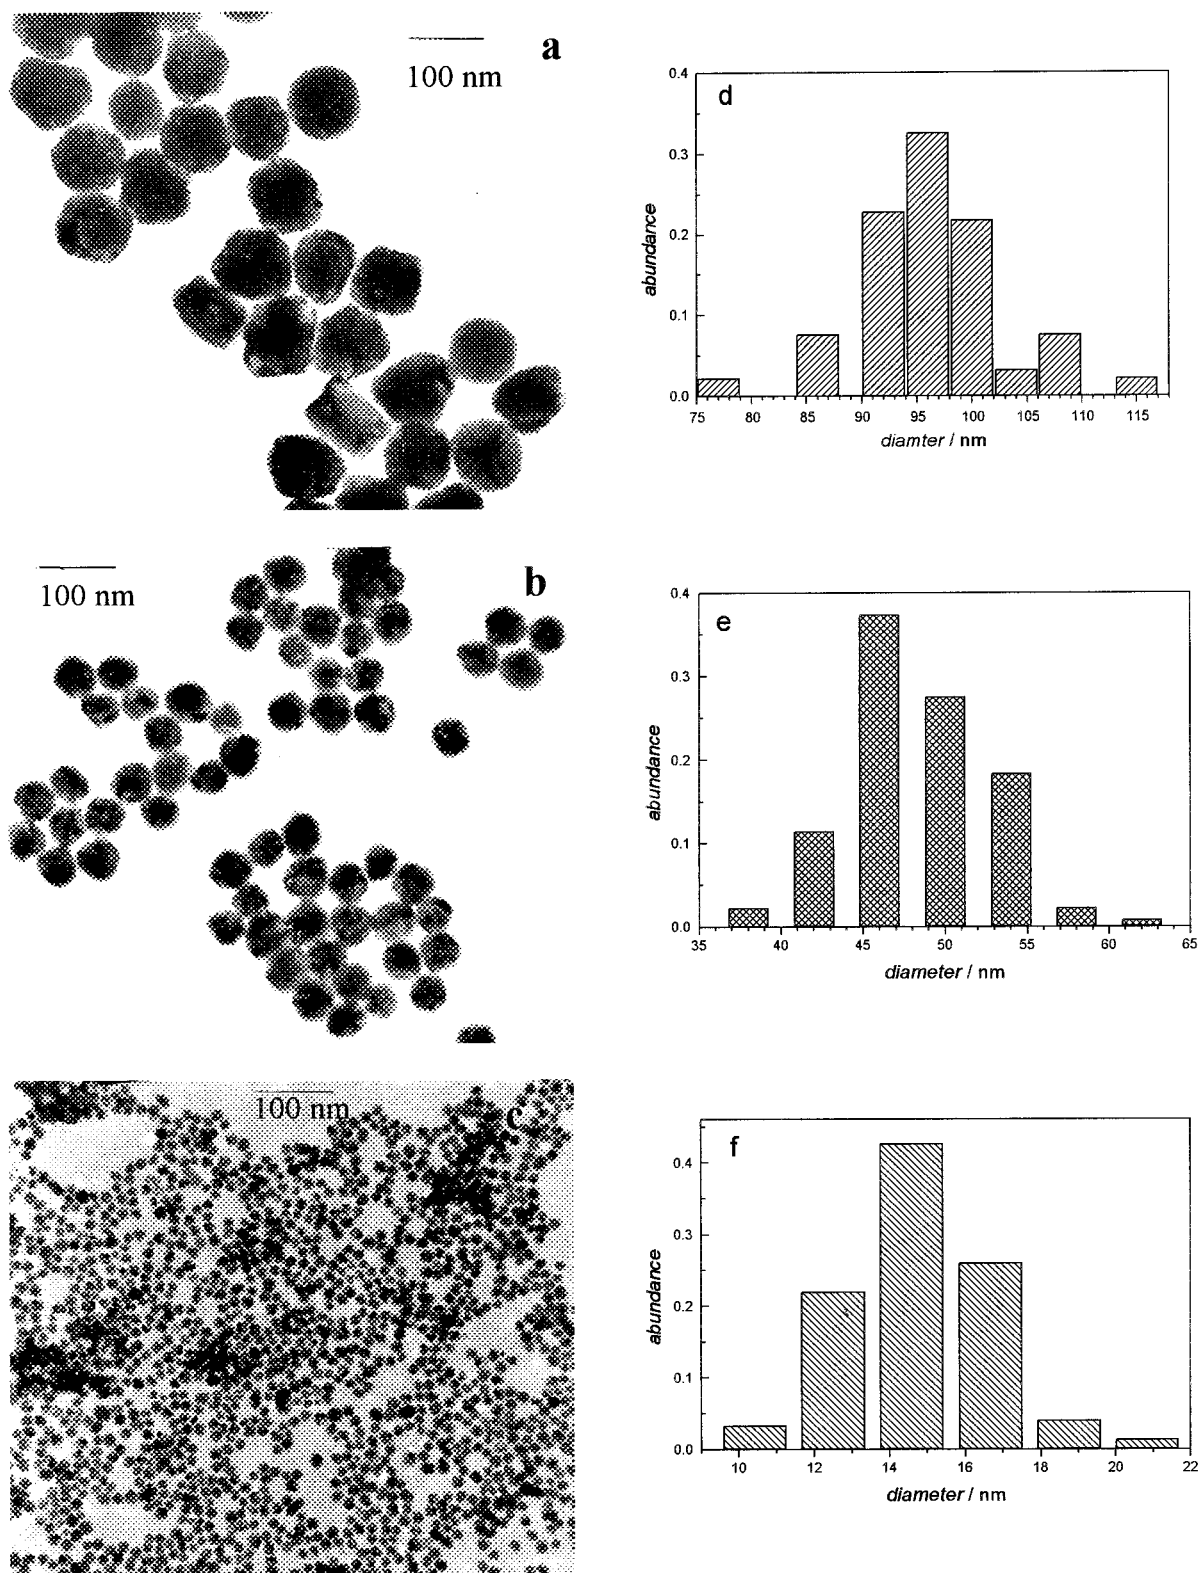 a
100 nm
d
0.4
0.3
0.2
0.1
0.0
abundance
75 80 85 90 95 100 105 110 115
diamter / nm
100 nm
b
e
0.4
0.3
0.2
0.1
0.0
abundance
35 40 45 50 55 60 65
diameter / nm
100 nm
c
f
0.4
0.3
0.2
0.1
0.0
abundance
10 12 14 16 18 20 22
diameter / nm